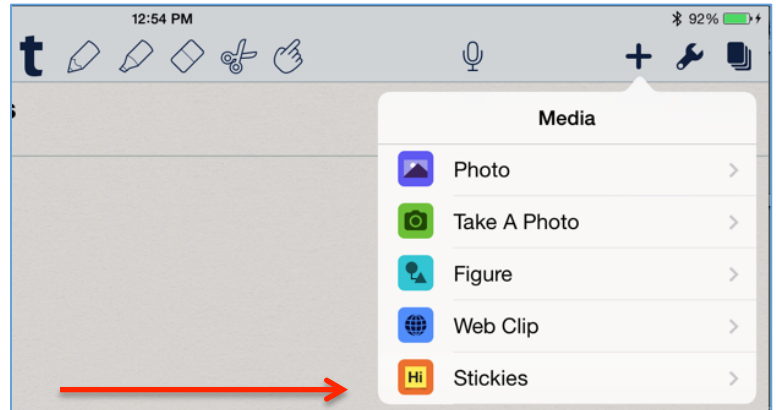 12:54 PM
92%
t
s
Media
Photo
Take A Photo
Figure
Web Clip
Hi Stickies